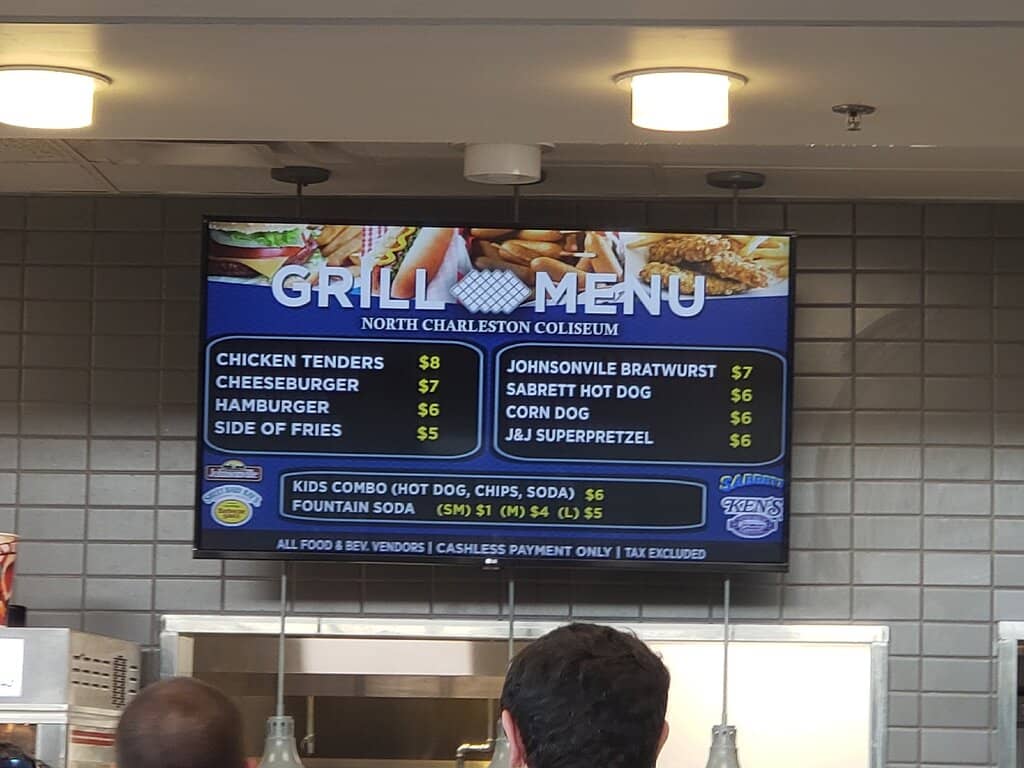 GRILL MENU
NORTH CHARLESTON COLISEUM
CHICKEN TENDERS $8
CHEESEBURGER $7
HAMBURGER $6
SIDE OF FRIES $5
JOHNSONVILE BRATWURST $7
SABRETT HOT DOG $6
CORN DOG $6
J&J SUPERPRETZEL $6
KIDS COMBO (HOT DOG, CHIPS, SODA) $6
FOUNTAIN SODA (SM) $1 (M) $4 (L) $5
SABRETT
KEN'S
ALL FOOD & BEV. VENDORS | CASHLESS PAYMENT ONLY | TAX EXCLUDED
LG